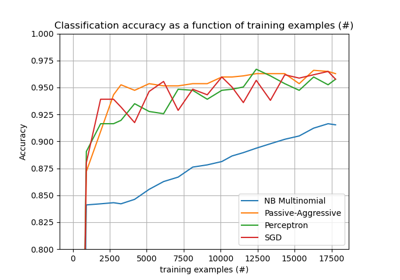 Classification accuracy as a function of training examples (#)
1.000
0.975
0.950
0.925
0.900
0.875
0.850
0.825
0.800
Accuracy
NB Multinomial
Passive-Aggressive
Perceptron
SGD
0 2500 5000 7500 10000 12500 15000 17500
training examples (#)